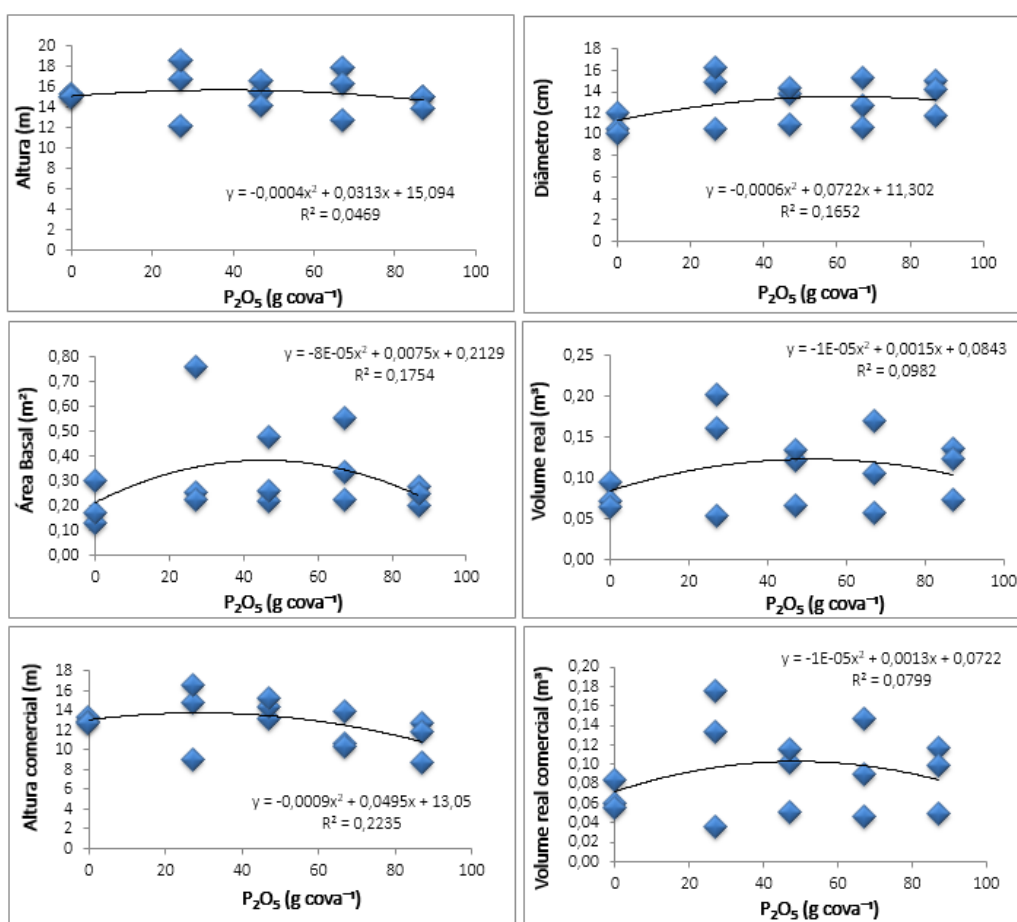 Altura (m)
20
18
16
14
12
10
8
6
4
2
0
y = -0,0004x² + 0,0313x + 15,094
R² = 0,0469
0 20 40 60 80 100
P₂O₅ (g cova⁻¹)
Diâmetro (cm)
18
16
14
12
10
8
6
4
2
0
y = -0,0006x² + 0,0722x + 11,302
R² = 0,1652
0 20 40 60 80 100
P₂O₅ (g cova⁻¹)
Área Basal (m²)
0,80
0,70
0,60
0,50
0,40
0,30
0,20
0,10
0,00
y = -8E-05x² + 0,0075x + 0,2129
R² = 0,1754
0 20 40 60 80 100
P₂O₅ (g cova⁻¹)
Volume real (m³)
0,25
0,20
0,15
0,10
0,05
0,00
y = -1E-05x² + 0,0015x + 0,0843
R² = 0,0982
0 20 40 60 80 100
P₂O₅ (g cova⁻¹)
Altura comercial (m)
18
16
14
12
10
8
6
4
2
0
y = -0,0009x² + 0,0495x + 13,05
R² = 0,2235
0 20 40 60 80 100
P₂O₅ (g cova⁻¹)
Volume real comercial (m³)
0,20
0,18
0,16
0,14
0,12
0,10
0,08
0,06
0,04
0,02
0,00
y = -1E-05x² + 0,0013x + 0,0722
R² = 0,0799
0 20 40 60 80 100
P₂O₅ (g cova⁻¹)